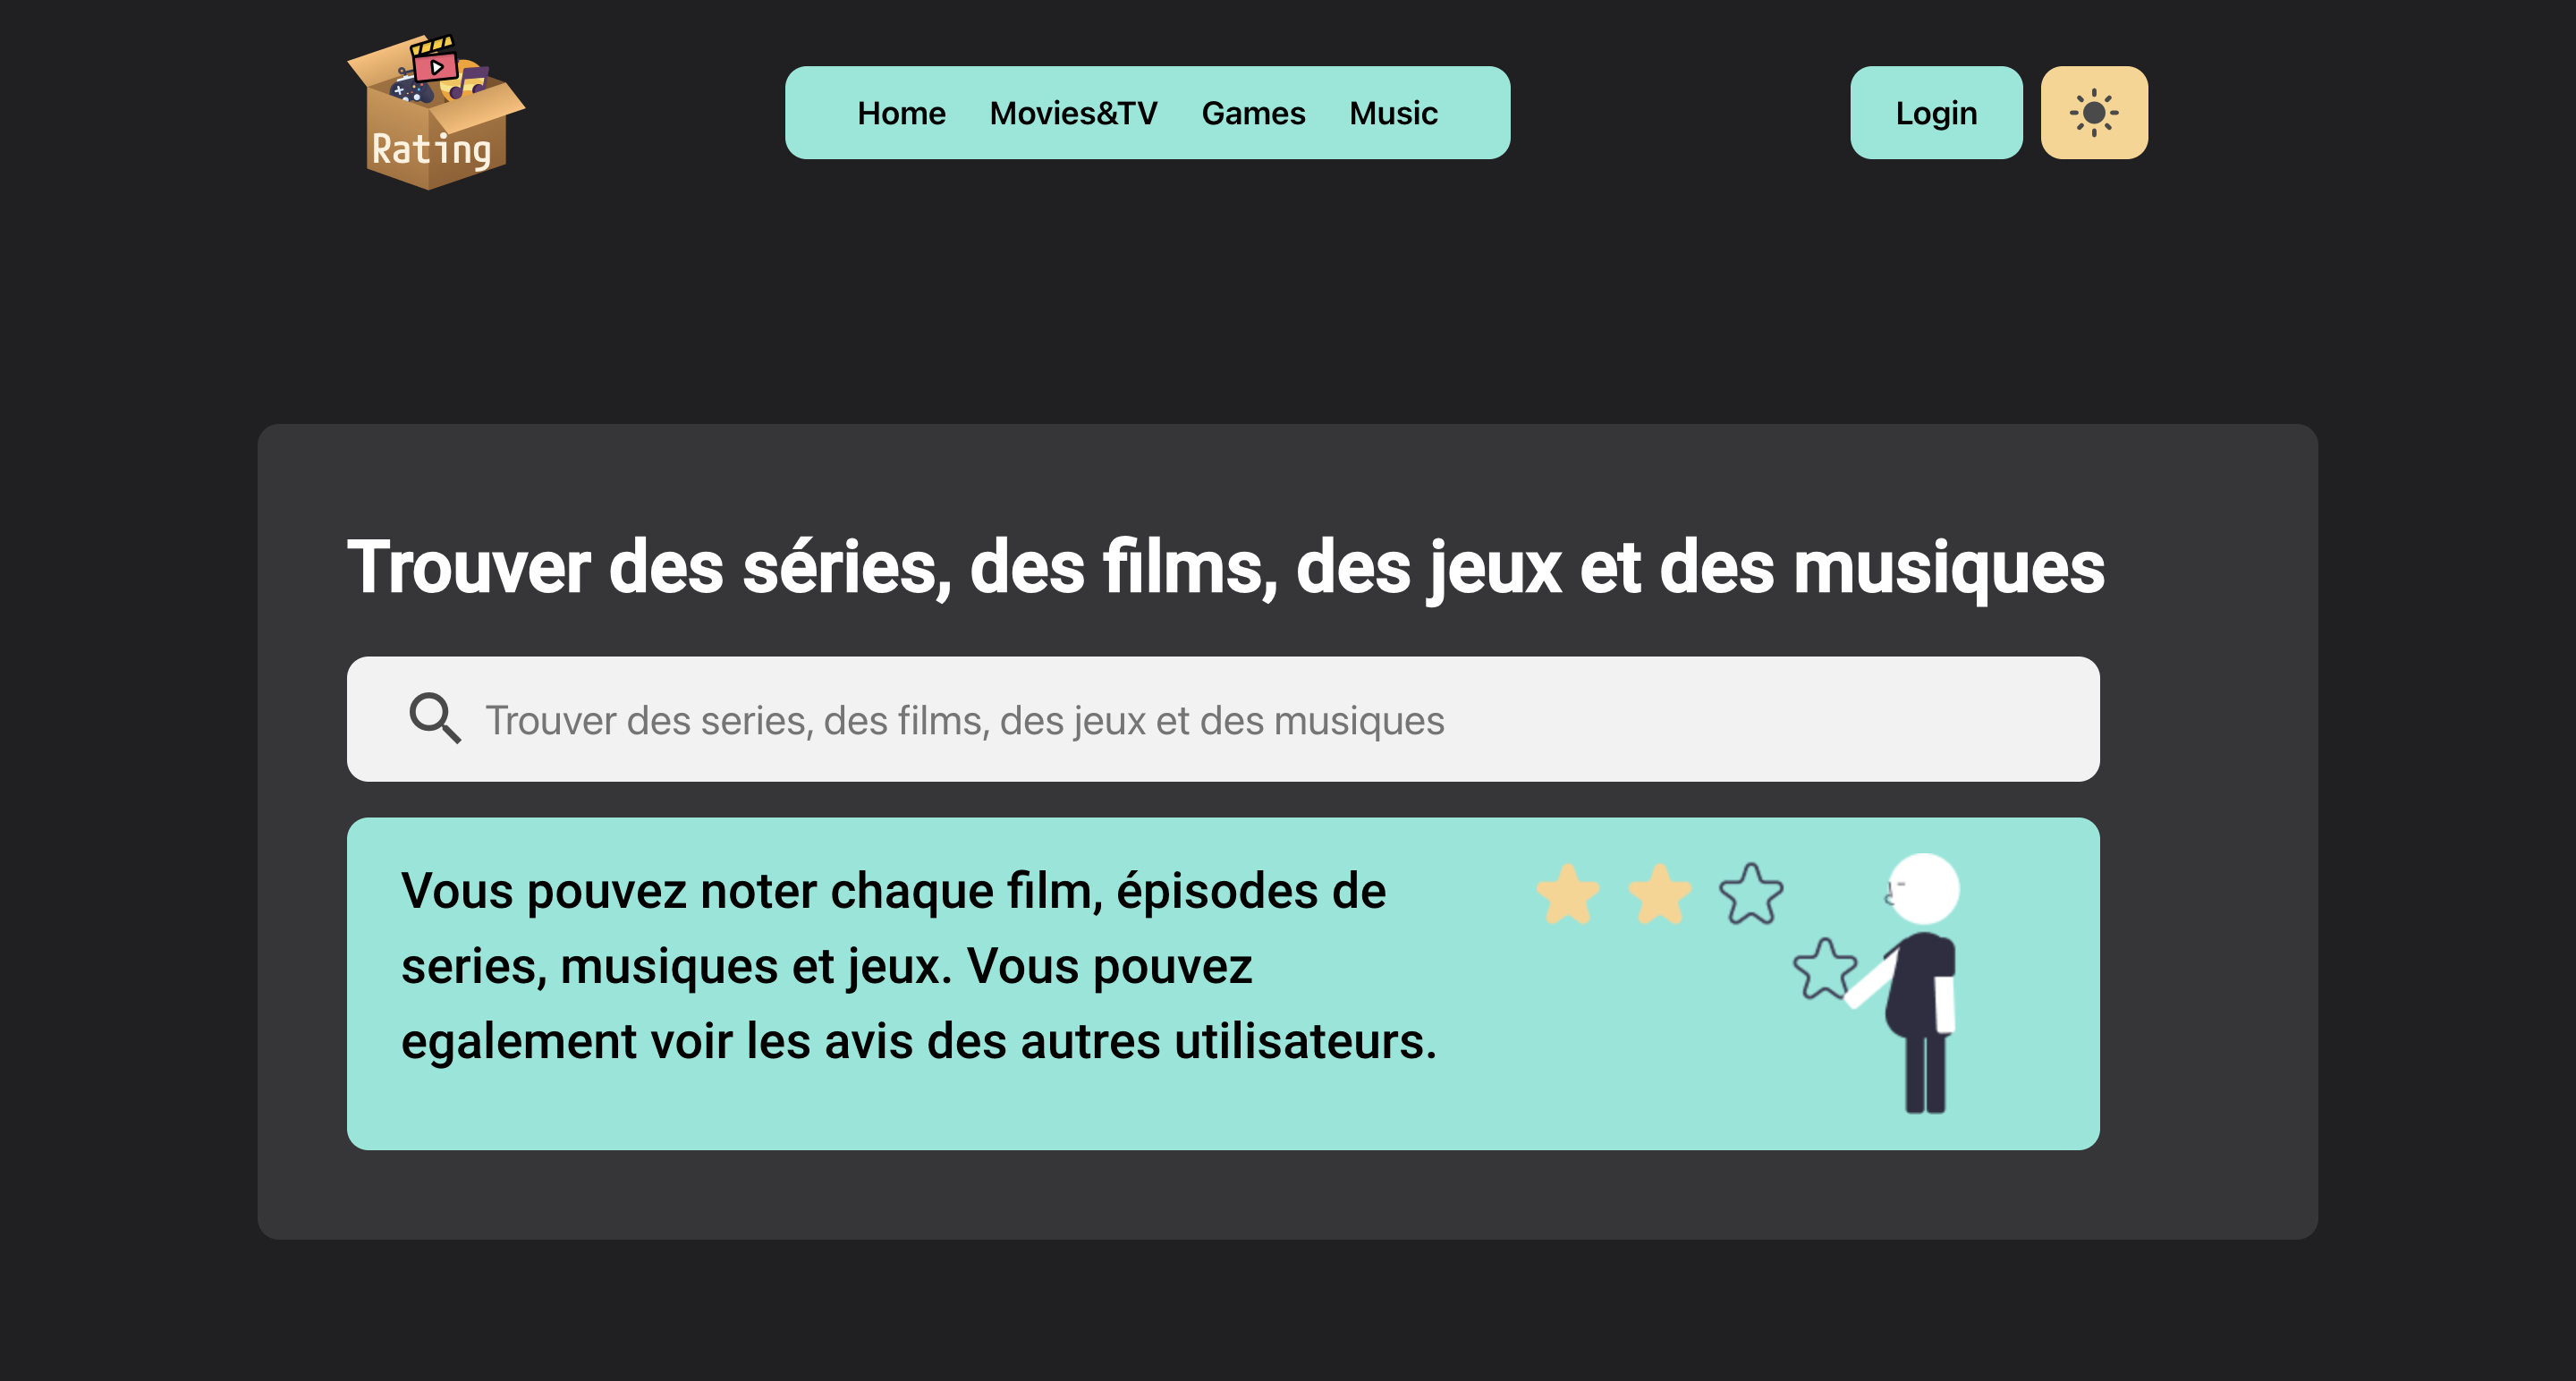 Rating
Home Movies&TV Games Music
Login
Trouver des séries, des films, des jeux et des musiques
Trouver des series, des films, des jeux et des musiques
Vous pouvez noter chaque film, épisodes de
series, musiques et jeux. Vous pouvez
egalement voir les avis des autres utilisateurs.